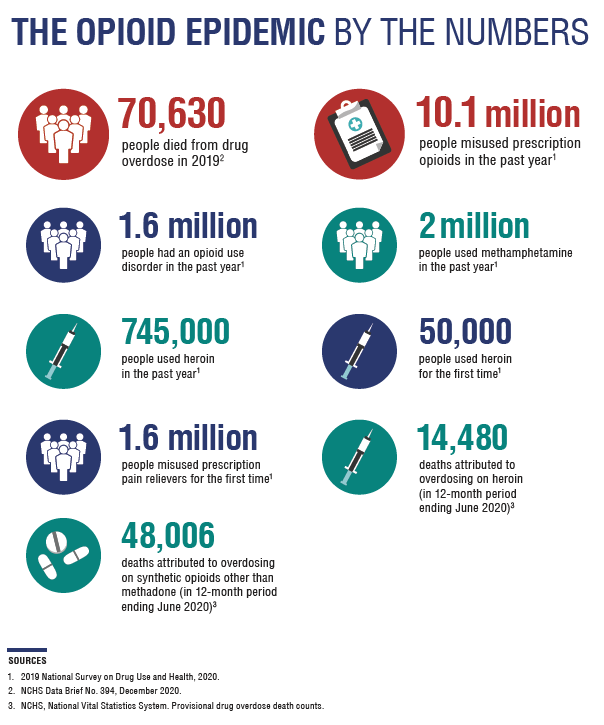 THE OPIOID EPIDEMIC BY THE NUMBERS
70,630
people died from drug
overdose in 2019²
10.1 million
people misused prescription
opioids in the past year¹
1.6 million
people had an opioid use
disorder in the past year¹
2 million
people used methamphetamine
in the past year¹
745,000
people used heroin
in the past year¹
50,000
people used heroin
for the first time¹
1.6 million
people misused prescription
pain relievers for the first time¹
14,480
deaths attributed to
overdosing on heroin
(in 12-month period
ending June 2020)³
48,006
deaths attributed to overdosing
on synthetic opioids other than
methadone (in 12-month period
ending June 2020)³
SOURCES
1. 2019 National Survey on Drug Use and Health, 2020.
2. NCHS Data Brief No. 394, December 2020.
3. NCHS, National Vital Statistics System. Provisional drug overdose death counts.